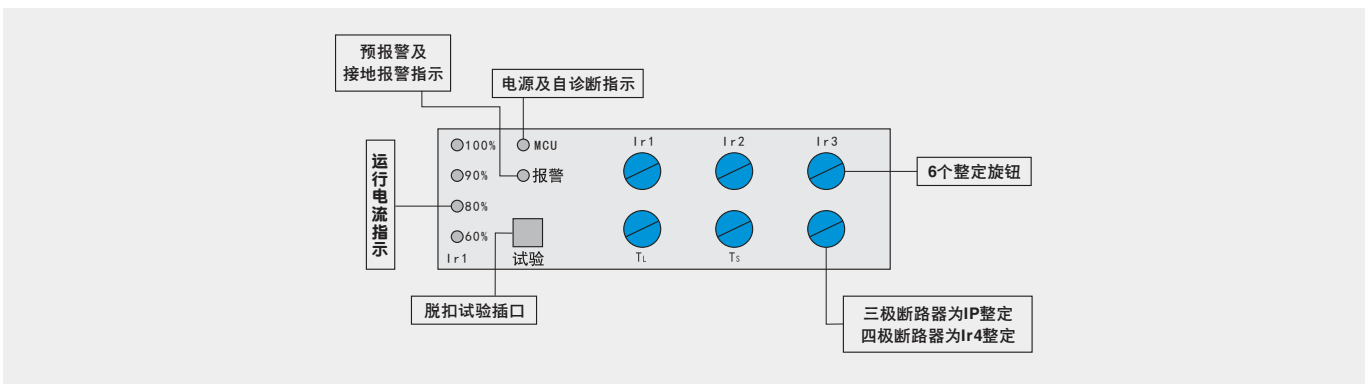 预报警及
接地报警指示
电源及自诊断指示
运行电流指示
100%
MCU
90%
报警
80%
60%
Ir1
试验
Ir1
Ir2
Ir3
TL
Ts
6个整定旋钮
脱扣试验插口
三极断路器为IP整定
四极断路器为Ir4整定